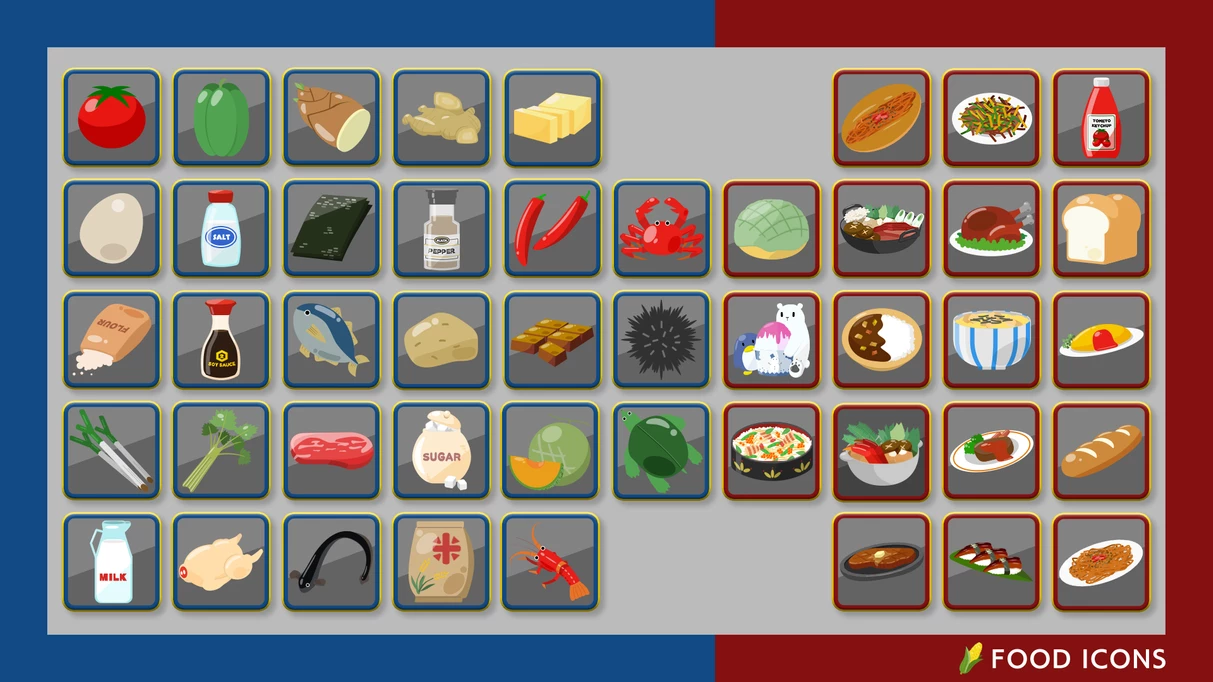 TOMATO
KETCHUP
SALT
PEPPER
FLOUR
SOY SAUCE
SUGAR
MILK
FOOD ICONS